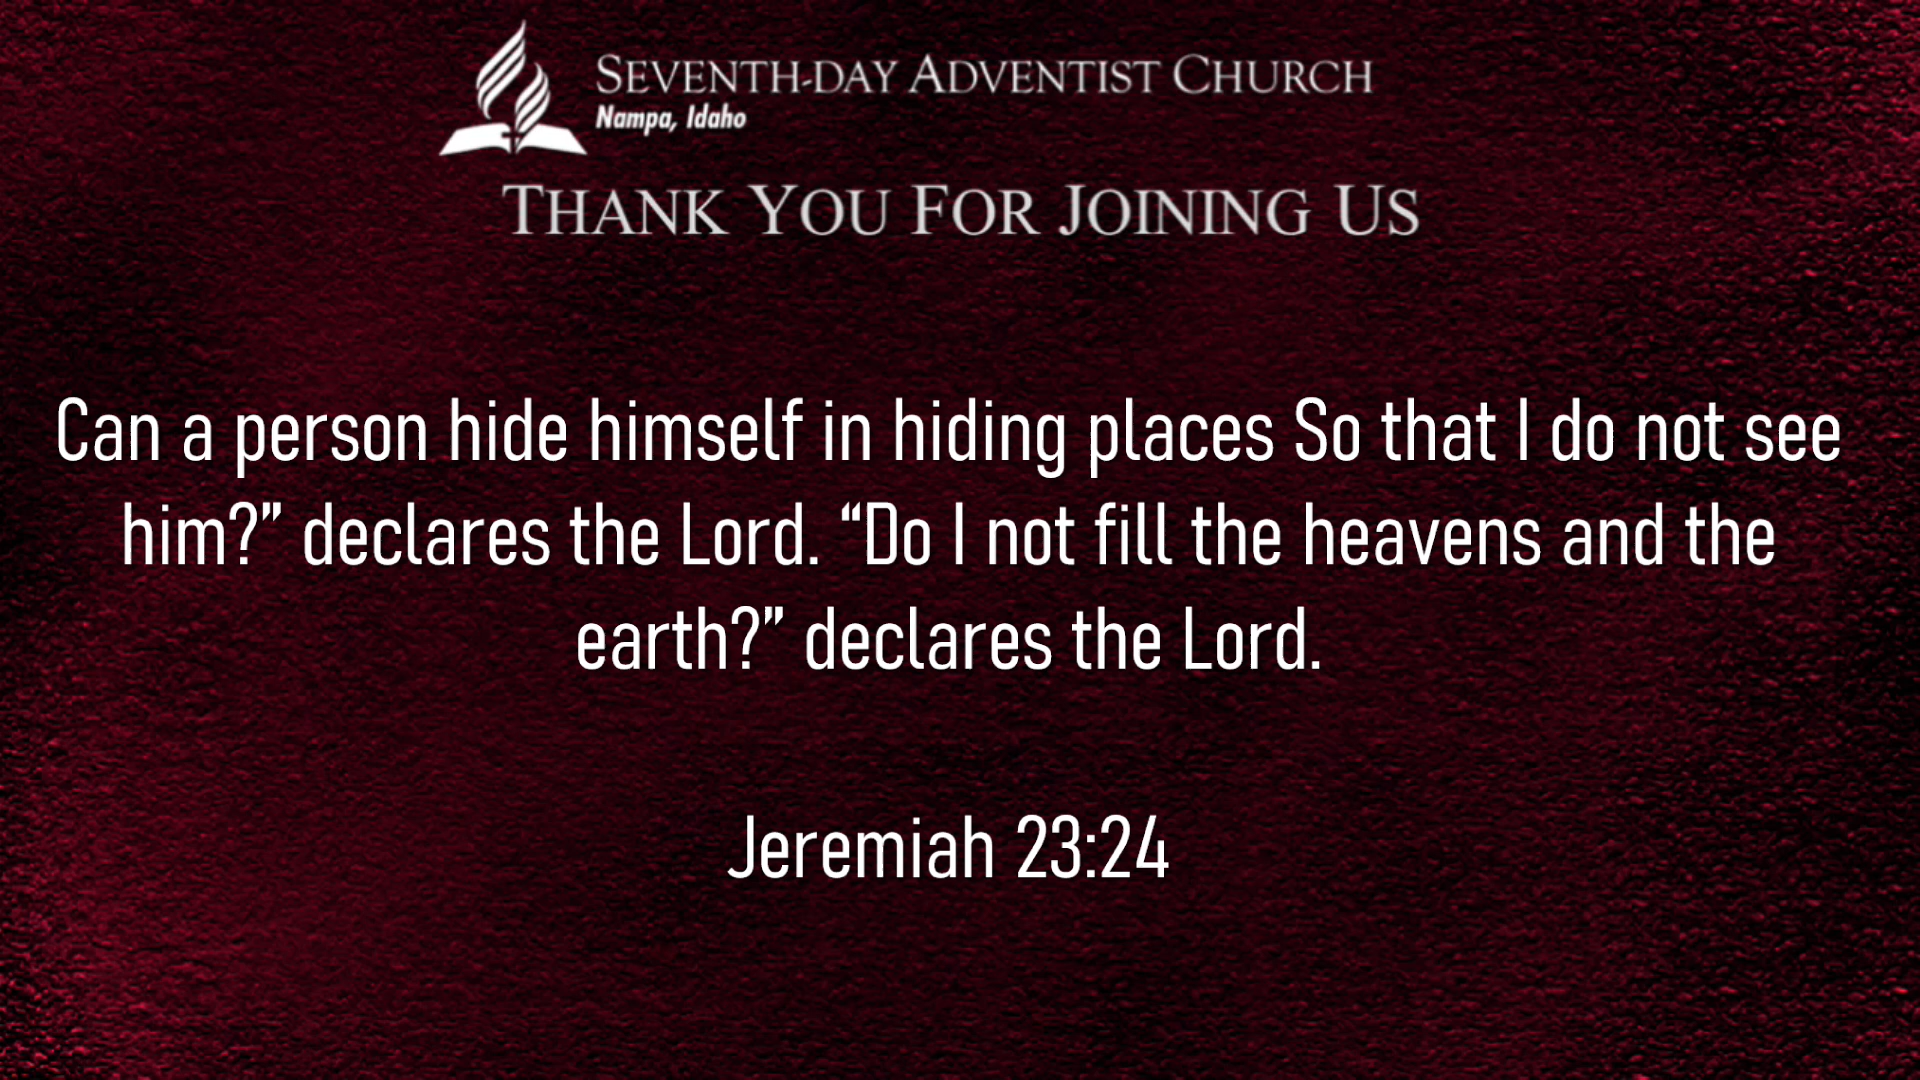 SEVENTH-DAY ADVENTIST CHURCH
Nampa, Idaho
THANK YOU FOR JOINING US
Can a person hide himself in hiding places So that I do not see
him?” declares the Lord. “Do I not fill the heavens and the
earth?” declares the Lord.
Jeremiah 23:24